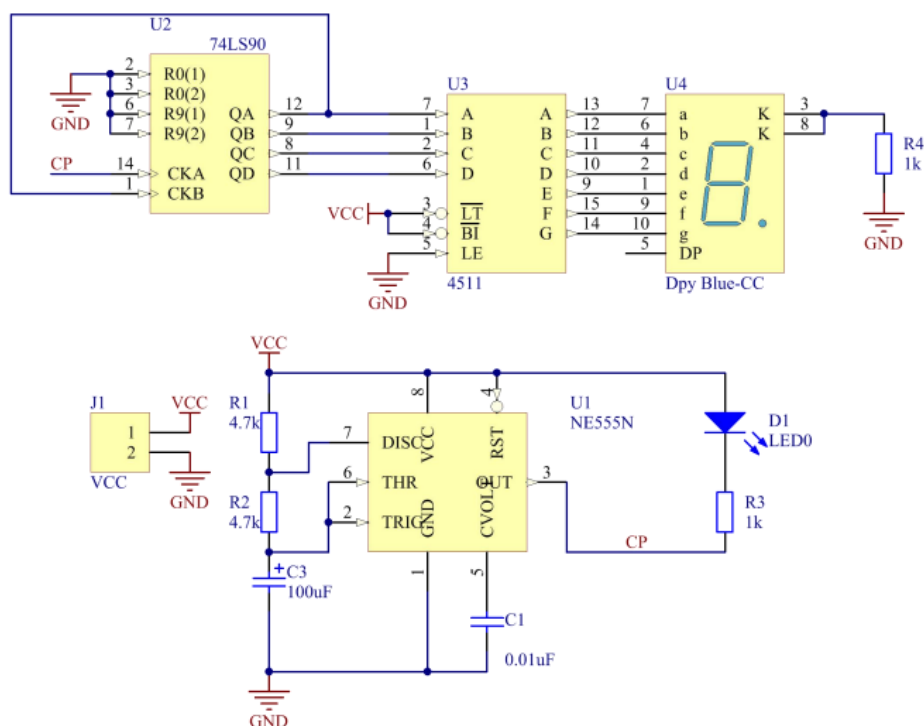 U2
74LS90
2 R0(1)
3 R0(2)
6 R9(1)
7 R9(2)
GND
CP 14 CKA
1 CKB
QA 12
QB 9
QC 8
QD 11
U3
7 A
1 B
2 C
6 D
VCC
3 LT
4 BI
5 LE
GND
4511
A 13
B 12
C 11
D 10
E 9
F 15
G 14
U4
7 a
6 b
4 c
2 d
1 e
9 f
10 g
5 DP
K 3
K 8
Dpy Blue-CC
R4
1k
GND
J1
1
2
VCC
VCC
GND
VCC
R1
4.7k
R2
4.7k
C3
+
100uF
GND
U1
NE555N
7 DISC
6 THR
2 TRIG
8 VCC
4 RST
OUT 3
1 GND
5 CVOLT
C1
0.01uF
CP
D1
LED0
R3
1k